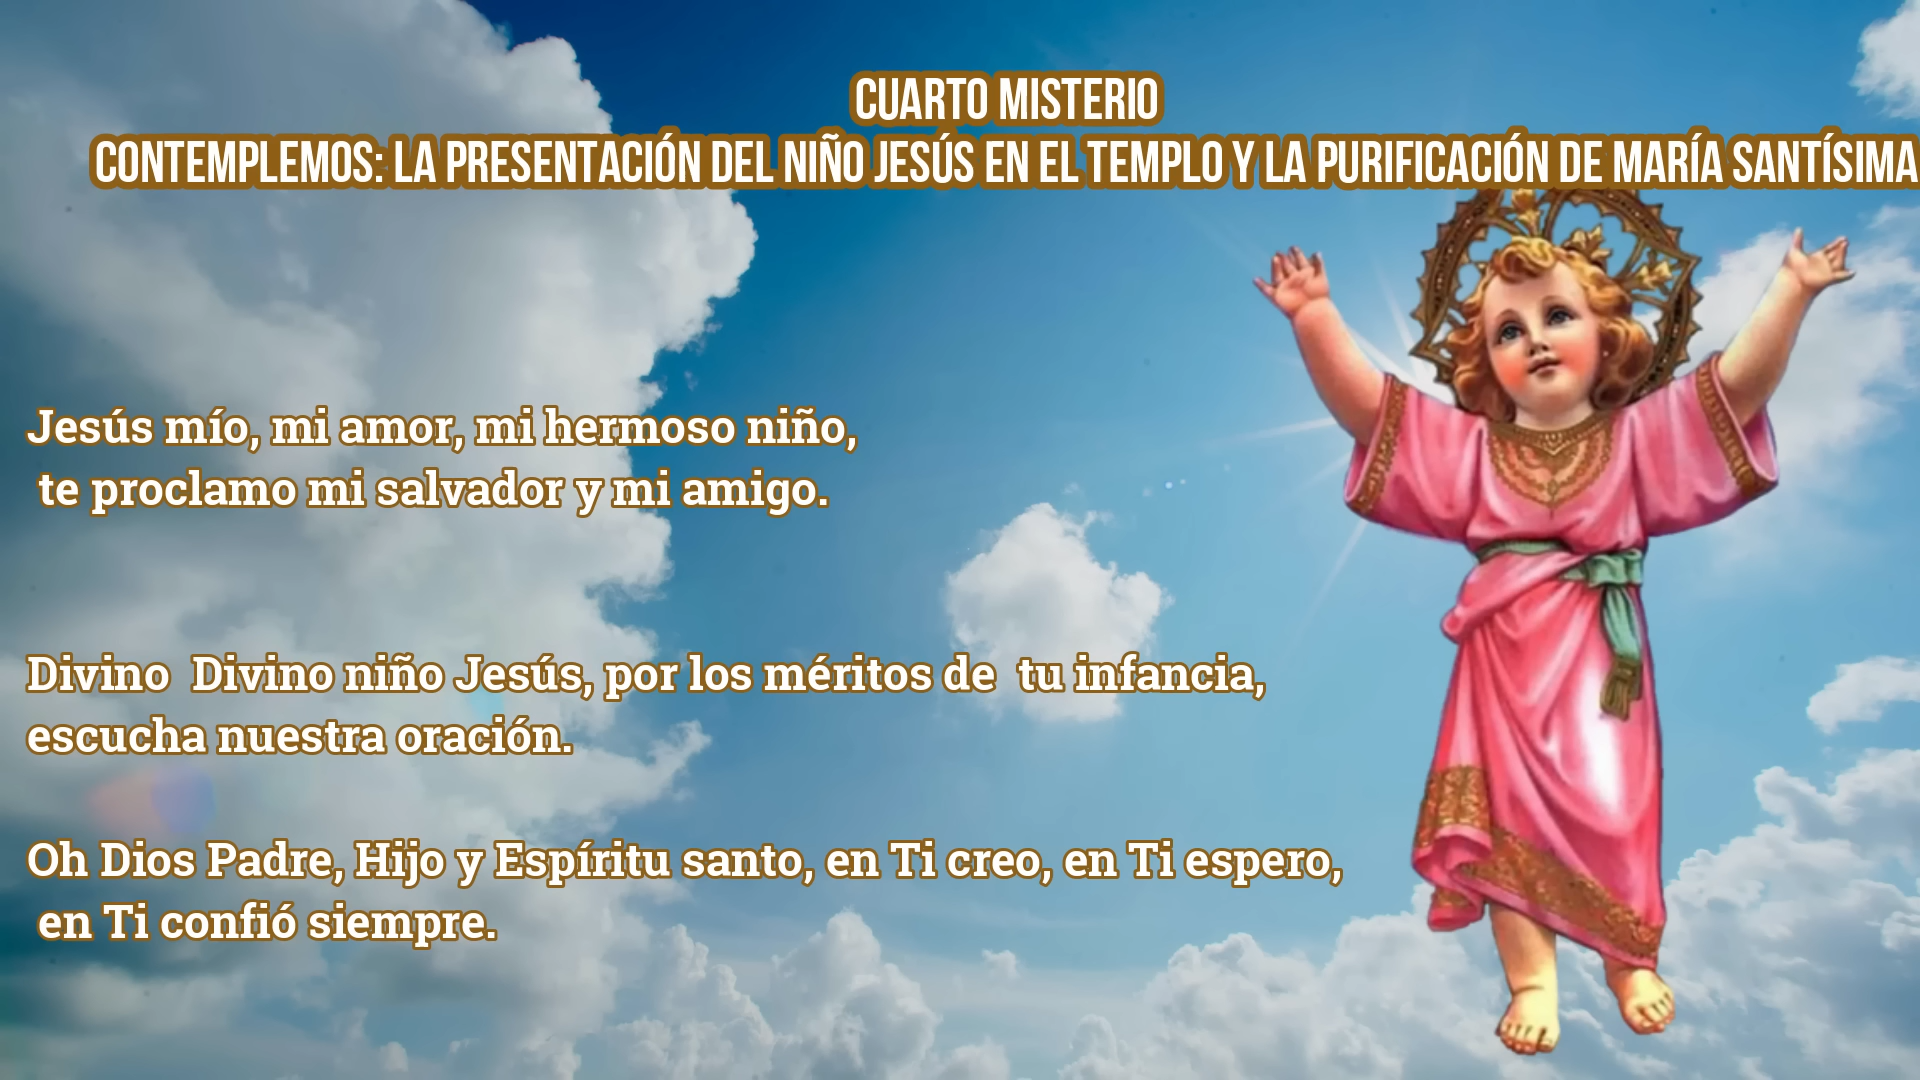 CUARTO MISTERIO
CONTEMPLEMOS: LA PRESENTACIÓN DEL NIÑO JESÚS EN EL TEMPLO Y LA PURIFICACIÓN DE MARÍA SANTÍSIMA
Jesús mío, mi amor, mi hermoso niño,
te proclamo mi salvador y mi amigo.
Divino Divino niño Jesús, por los méritos de tu infancia,
escucha nuestra oración.
Oh Dios Padre, Hijo y Espíritu santo, en Ti creo, en Ti espero,
en Ti confió siempre.